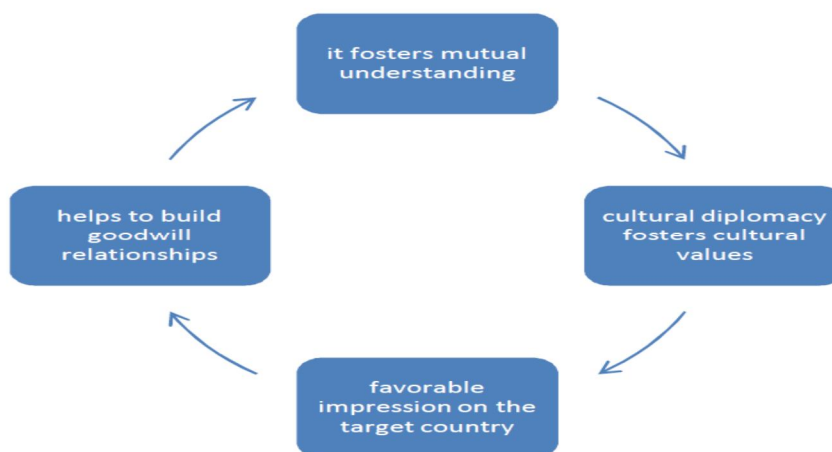 it fosters mutual
understanding
cultural diplomacy
fosters cultural
values
favorable
impression on the
target country
helps to build
goodwill
relationships